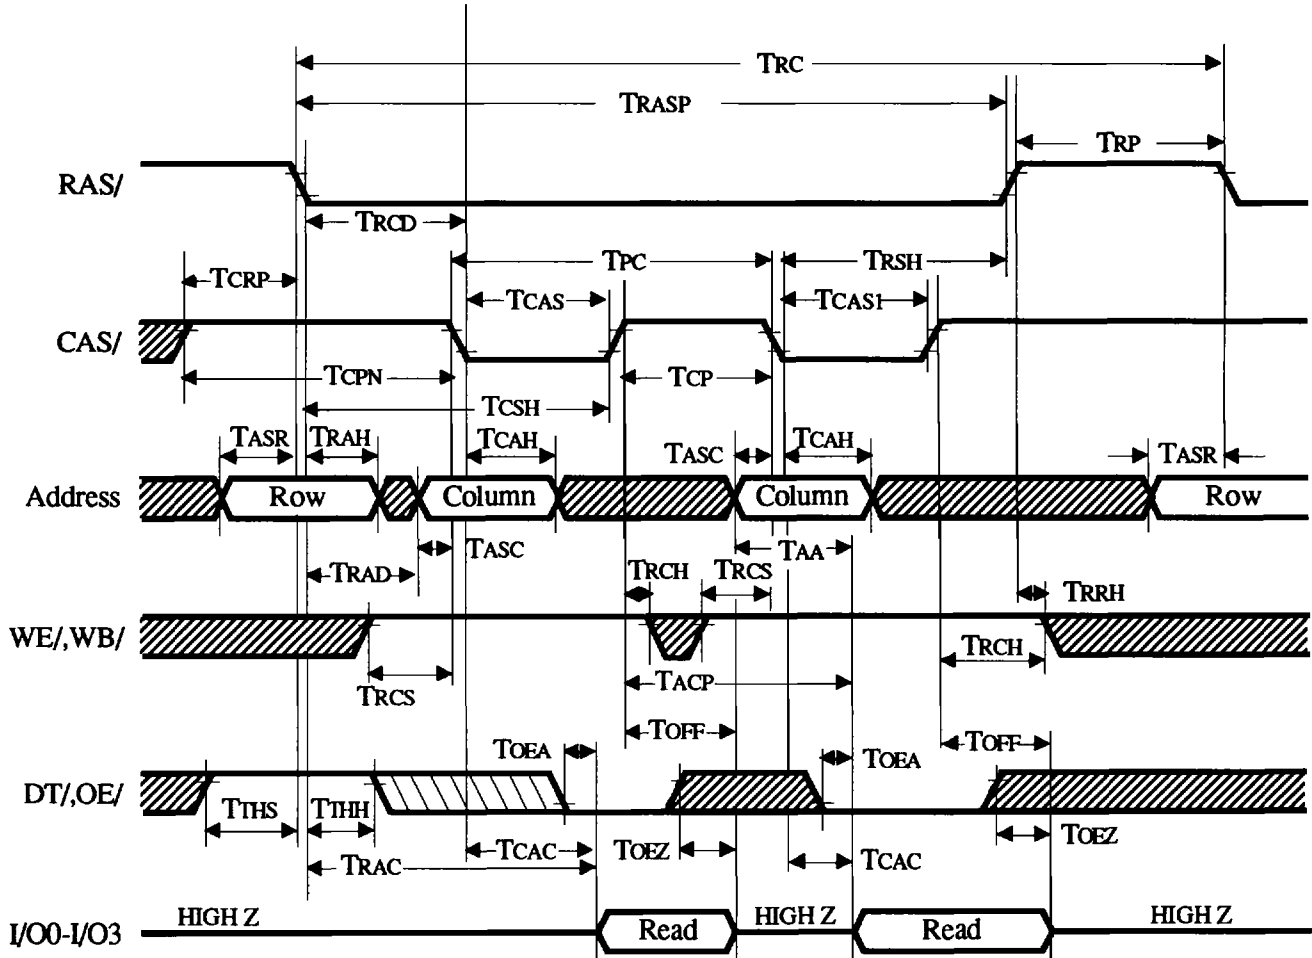 TRC
TRASP
TRP
RAS/
TRCD
TPC
TRSH
TCRP
TCAS
TCAS1
CAS/
TCPN
TCP
TCSH
TASR
TRAH
TCAH
TASC
TCAH
TASR
Address
Row
Column
Column
Row
TASC
TAA
TRAD
TRCH
TRCS
TRRH
WE/,WB/
TRCH
TRCS
TACP
TOEA
TOFF
TOEA
TOFF
DT/,OE/
TTHS
TTHH
TCAC
TOEZ
TCAC
TOEZ
TRAC
HIGH Z
HIGH Z
HIGH Z
I/O0-I/O3
Read
Read